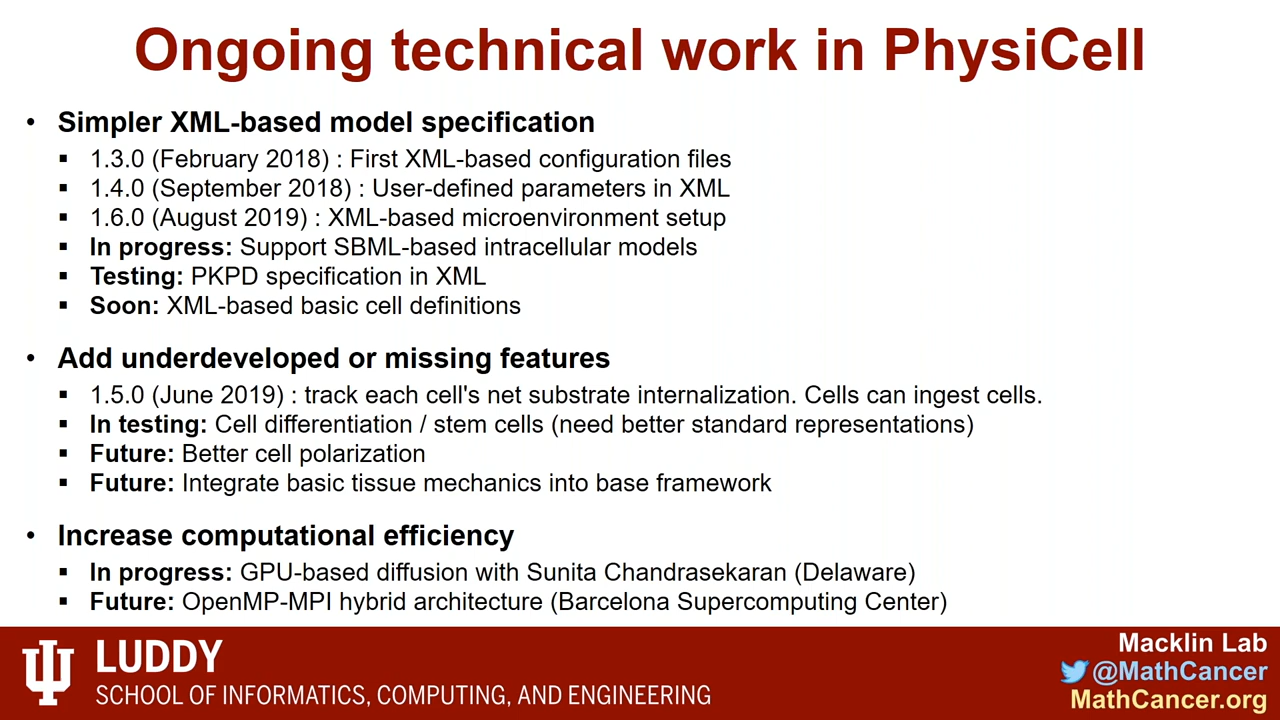 Ongoing technical work in PhysiCell
• Simpler XML-based model specification
▪ 1.3.0 (February 2018) : First XML-based configuration files
▪ 1.4.0 (September 2018) : User-defined parameters in XML
▪ 1.6.0 (August 2019) : XML-based microenvironment setup
▪ In progress: Support SBML-based intracellular models
▪ Testing: PKPD specification in XML
▪ Soon: XML-based basic cell definitions
• Add underdeveloped or missing features
▪ 1.5.0 (June 2019) : track each cell's net substrate internalization. Cells can ingest cells.
▪ In testing: Cell differentiation / stem cells (need better standard representations)
▪ Future: Better cell polarization
▪ Future: Integrate basic tissue mechanics into base framework
• Increase computational efficiency
▪ In progress: GPU-based diffusion with Sunita Chandrasekaran (Delaware)
▪ Future: OpenMP-MPI hybrid architecture (Barcelona Supercomputing Center)
LUDDY
SCHOOL OF INFORMATICS, COMPUTING, AND ENGINEERING
Macklin Lab
@MathCancer
MathCancer.org